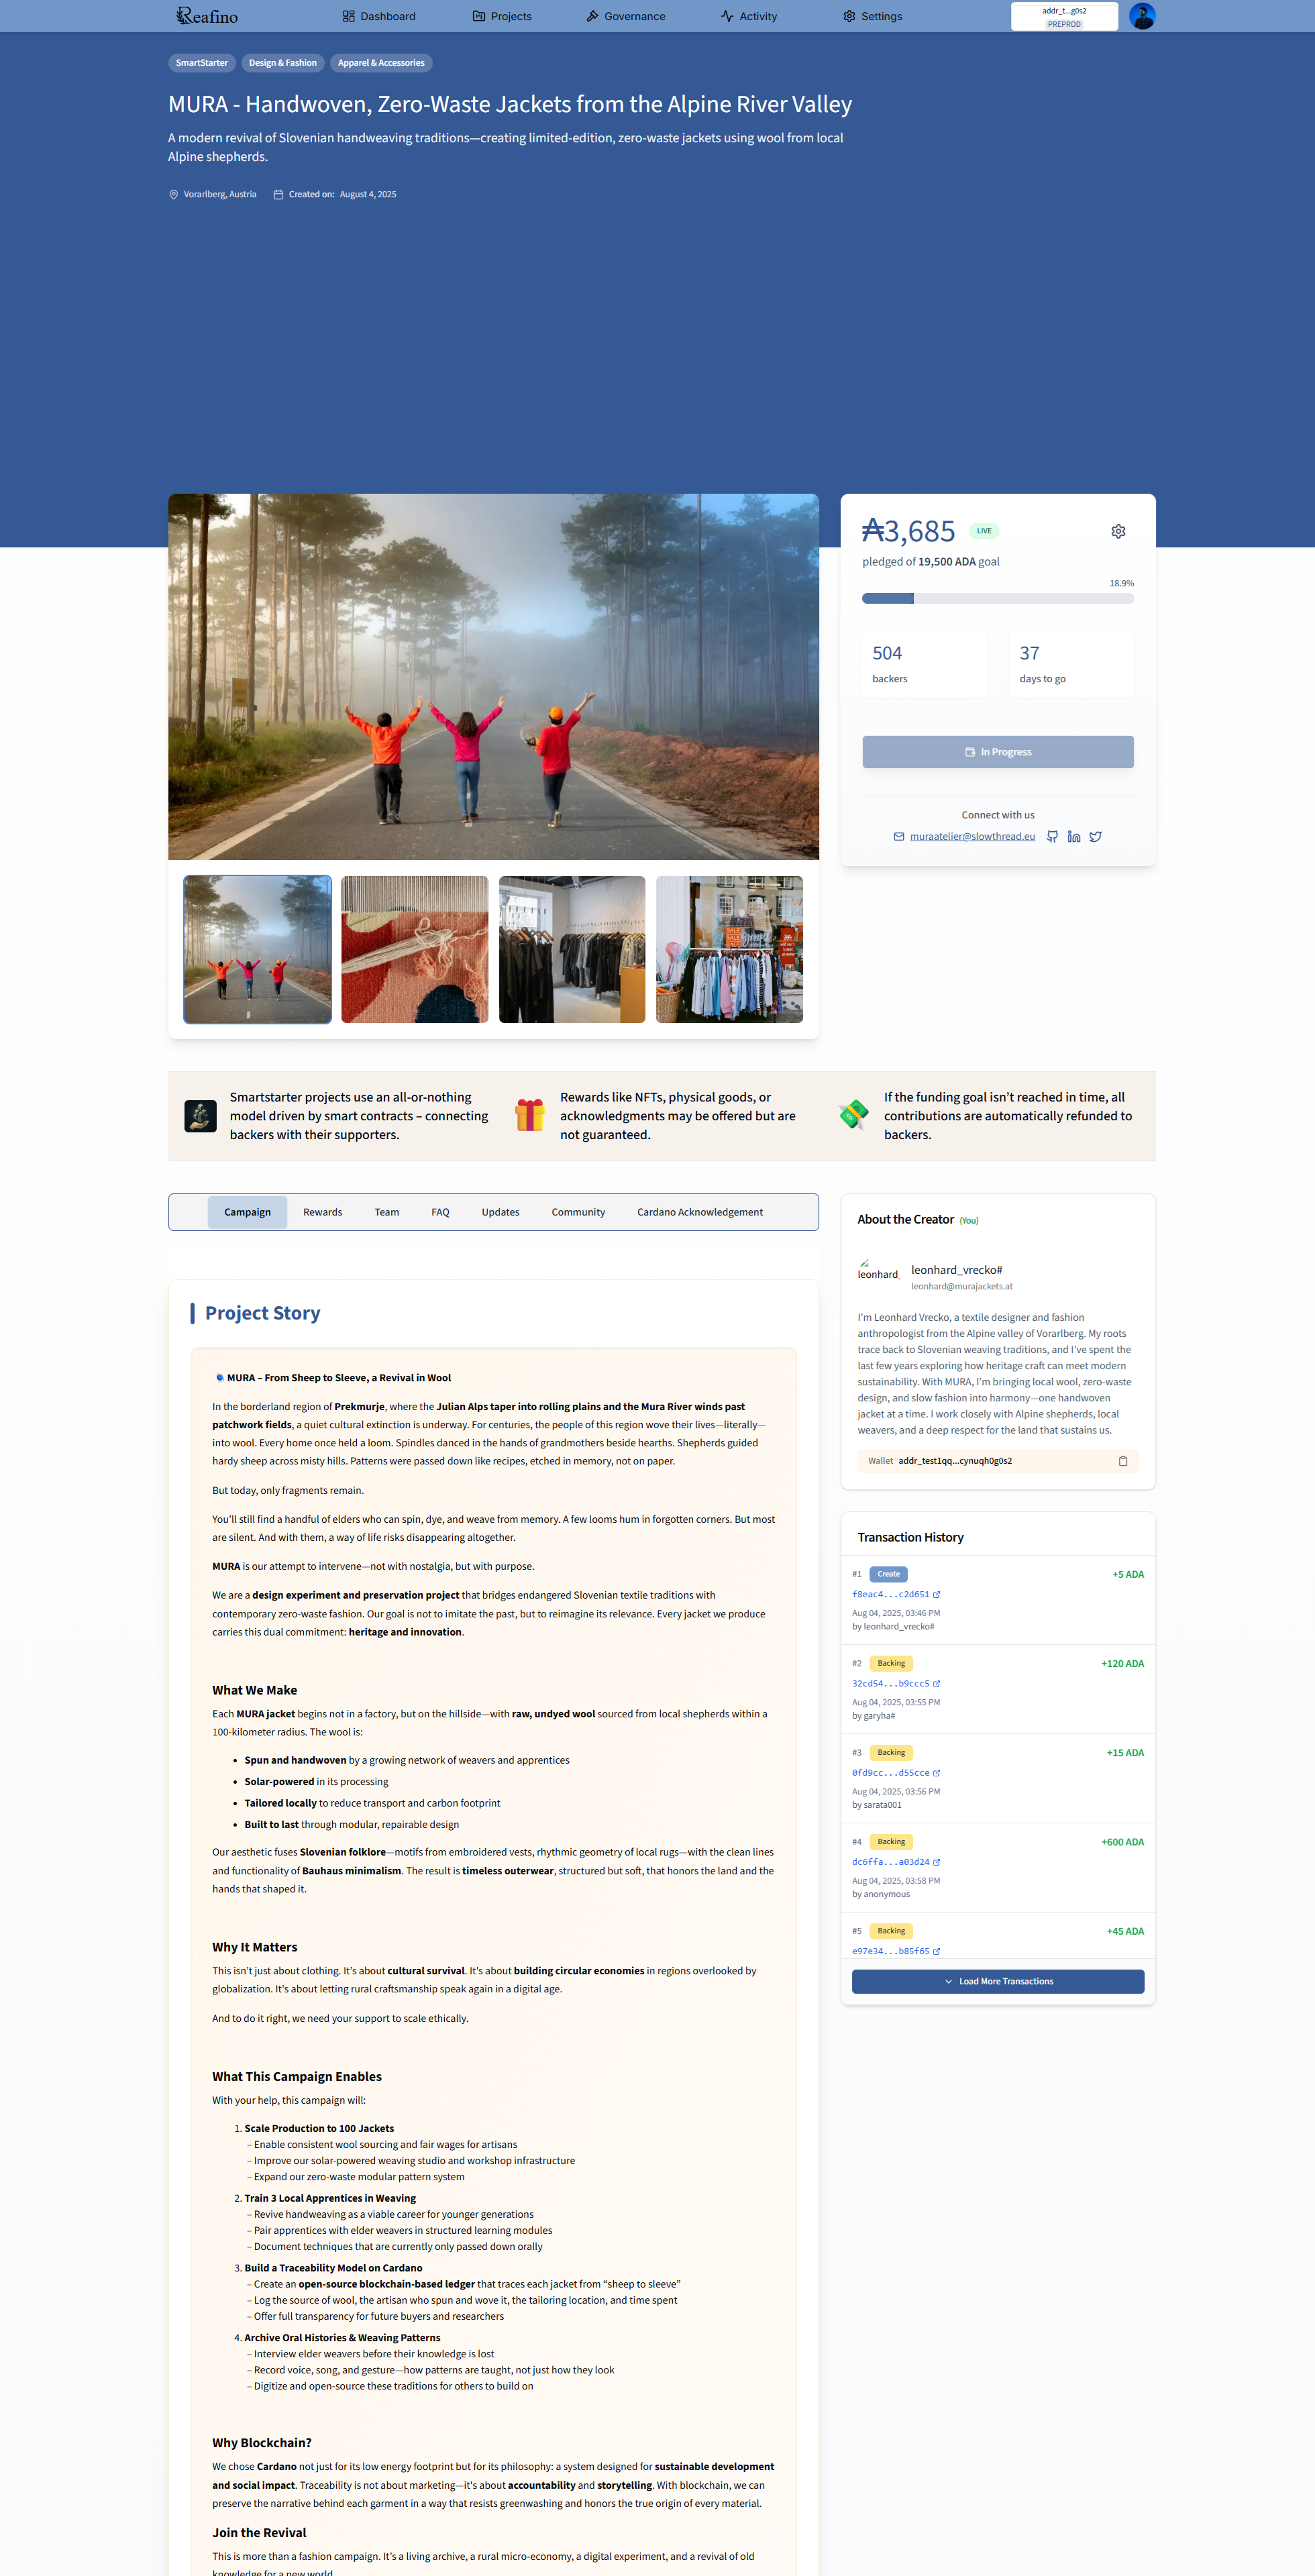 Reafino
Dashboard
Projects
Governance
Activity
Settings
addr_t...g0s2
PREPROD
SmartStarter
Design & Fashion
Apparel & Accessories
MURA - Handwoven, Zero-Waste Jackets from the Alpine River Valley
A modern revival of Slovenian handweaving traditions—creating limited-edition, zero-waste jackets using wool from local
Alpine shepherds.
Vorarlberg, Austria
Created on: August 4, 2025
₳3,685
LIVE
pledged of 19,500 ADA goal
18.9%
504
backers
37
days to go
In Progress
Connect with us
muraatelier@slowthread.eu
SALE
SALE
SALE
Smartstarter projects use an all-or-nothing
model driven by smart contracts – connecting
backers with their supporters.
Rewards like NFTs, physical goods, or
acknowledgments may be offered but are
not guaranteed.
If the funding goal isn't reached in time, all
contributions are automatically refunded to
backers.
Campaign
Rewards
Team
FAQ
Updates
Community
Cardano Acknowledgement
Project Story
MURA – From Sheep to Sleeve, a Revival in Wool
In the borderland region of Prekmurje, where the Julian Alps taper into rolling plains and the Mura River winds past
patchwork fields, a quiet cultural extinction is underway. For centuries, the people of this region wove their lives—literally—
into wool. Every home once held a loom. Spindles danced in the hands of grandmothers beside hearths. Shepherds guided
hardy sheep across misty hills. Patterns were passed down like recipes, etched in memory, not on paper.
But today, only fragments remain.
You'll still find a handful of elders who can spin, dye, and weave from memory. A few looms hum in forgotten corners. But most
are silent. And with them, a way of life risks disappearing altogether.
MURA is our attempt to intervene—not with nostalgia, but with purpose.
We are a design experiment and preservation project that bridges endangered Slovenian textile traditions with
contemporary zero-waste fashion. Our goal is not to imitate the past, but to reimagine its relevance. Every jacket we produce
carries this dual commitment: heritage and innovation.
What We Make
Each MURA jacket begins not in a factory, but on the hillside—with raw, undyed wool sourced from local shepherds within a
100-kilometer radius. The wool is:
• Spun and handwoven by a growing network of weavers and apprentices
• Solar-powered in its processing
• Tailored locally to reduce transport and carbon footprint
• Built to last through modular, repairable design
Our aesthetic fuses Slovenian folklore—motifs from embroidered vests, rhythmic geometry of local rugs—with the clean lines
and functionality of Bauhaus minimalism. The result is timeless outerwear, structured but soft, that honors the land and the
hands that shaped it.
Why It Matters
This isn't just about clothing. It's about cultural survival. It's about building circular economies in regions overlooked by
globalization. It's about letting rural craftsmanship speak again in a digital age.
And to do it right, we need your support to scale ethically.
What This Campaign Enables
With your help, this campaign will:
1. Scale Production to 100 Jackets
– Enable consistent wool sourcing and fair wages for artisans
– Improve our solar-powered weaving studio and workshop infrastructure
– Expand our zero-waste modular pattern system
2. Train 3 Local Apprentices in Weaving
– Revive handweaving as a viable career for younger generations
– Pair apprentices with elder weavers in structured learning modules
– Document techniques that are currently only passed down orally
3. Build a Traceability Model on Cardano
– Create an open-source blockchain-based ledger that traces each jacket from “sheep to sleeve”
– Log the source of wool, the artisan who spun and wove it, the tailoring location, and time spent
– Offer full transparency for future buyers and researchers
4. Archive Oral Histories & Weaving Patterns
– Interview elder weavers before their knowledge is lost
– Record voice, song, and gesture—how patterns are taught, not just how they look
– Digitize and open-source these traditions for others to build on
Why Blockchain?
We chose Cardano not just for its low energy footprint but for its philosophy: a system designed for sustainable development
and social impact. Traceability is not about marketing—it's about accountability and storytelling. With blockchain, we can
preserve the narrative behind each garment in a way that resists greenwashing and honors the true origin of every material.
Join the Revival
This is more than a fashion campaign. It's a living archive, a rural micro-economy, a digital experiment, and a revival of old
knowledge for a new world.
About the Creator (You)
leonhard_
leonhard_vrecko#
leonhard@murajackets.at
I'm Leonhard Vrecko, a textile designer and fashion
anthropologist from the Alpine valley of Vorarlberg. My roots
trace back to Slovenian weaving traditions, and I've spent the
last few years exploring how heritage craft can meet modern
sustainability. With MURA, I'm bringing local wool, zero-waste
design, and slow fashion into harmony—one handwoven
jacket at a time. I work closely with Alpine shepherds, local
weavers, and a deep respect for the land that sustains us.
Wallet addr_test1qq...cynuqh0g0s2
Transaction History
#1 Create +5 ADA
f8eac4...c2d651
Aug 04, 2025, 03:46 PM
by leonhard_vrecko#
#2 Backing +120 ADA
32cd54...b9ccc5
Aug 04, 2025, 03:55 PM
by garyha#
#3 Backing +15 ADA
0fd9cc...d55cce
Aug 04, 2025, 03:56 PM
by sarata001
#4 Backing +600 ADA
dc6ffa...a03d24
Aug 04, 2025, 03:58 PM
by anonymous
#5 Backing +45 ADA
e97e34...b85f65
Load More Transactions